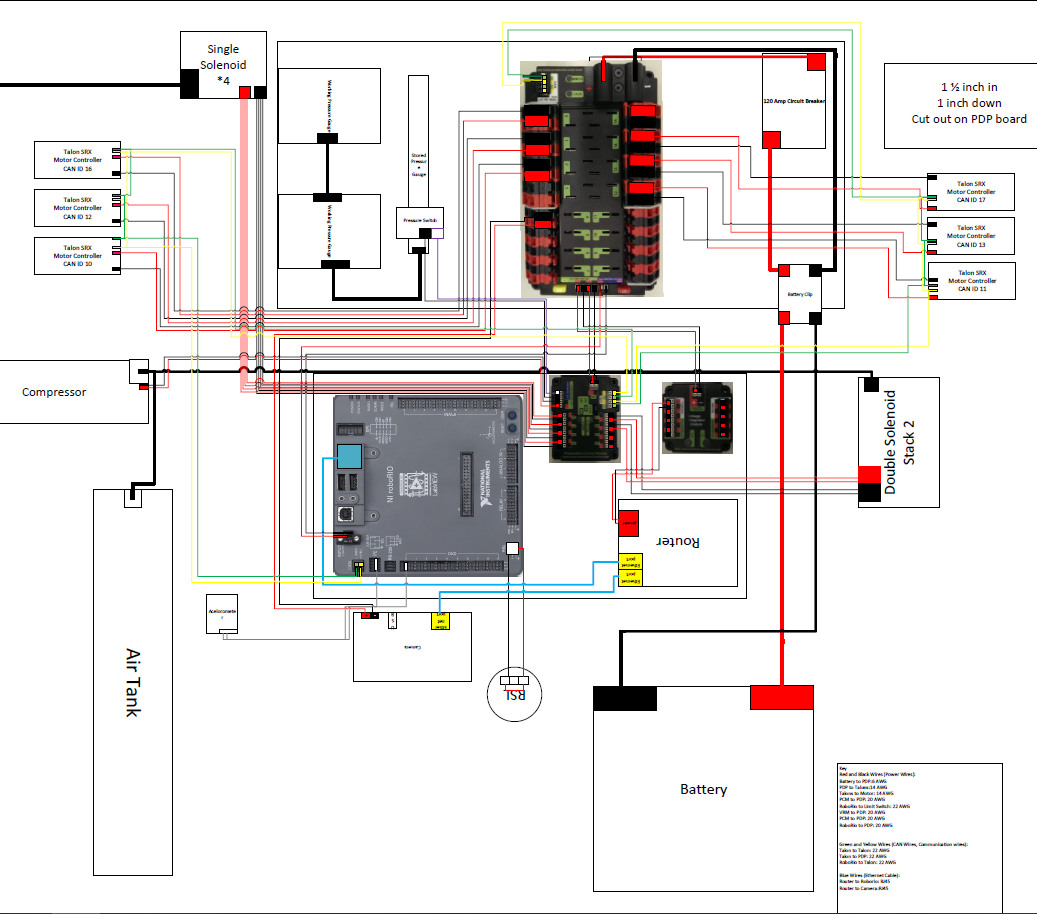 Single
Solenoid
*4
Working Pressure Gauge
Stored
Pressur
e
Gauge
120 Amp Circuit Breaker
1 ½ inch in
1 inch down
Cut out on PDP board
Talon SRX
Motor Controller
CAN ID 16
Talon SRX
Motor Controller
CAN ID 12
Talon SRX
Motor Controller
CAN ID 10
Working Pressure Gauge
Pressure Switch
Talon SRX
Motor Controller
CAN ID 17
Talon SRX
Motor Controller
CAN ID 13
Talon SRX
Motor Controller
CAN ID 11
Battery Clip
Compressor
NI roboRIO
LabVIEW
NATIONAL
INSTRUMENTS
Double Solenoid
Stack 2
Router
Ethernet
port
Ethernet
port
Aceloromete
r
Ether
net
port
Camera
Air Tank
RSL
Battery
Key
Red and Black Wires (Power Wires):
Battery to PDP:6 AWG
PDP to Talons:14 AWG
Talons to Motor: 14 AWG
PCM to PDP: 20 AWG
RoboRio to Limit Switch: 22 AWG
VRM to PDP: 20 AWG
PCM to PDP: 20 AWG
RoboRio to PDP: 20 AWG
Green and Yellow Wires (CAN Wires, Communication wires):
Talon to Talon: 22 AWG
Talon to PDP: 22 AWG
RoboRIO to Talon: 22 AWG
Blue Wires (Ethernet Cable):
Router to Roborio: RJ45
Router to Camera:RJ45